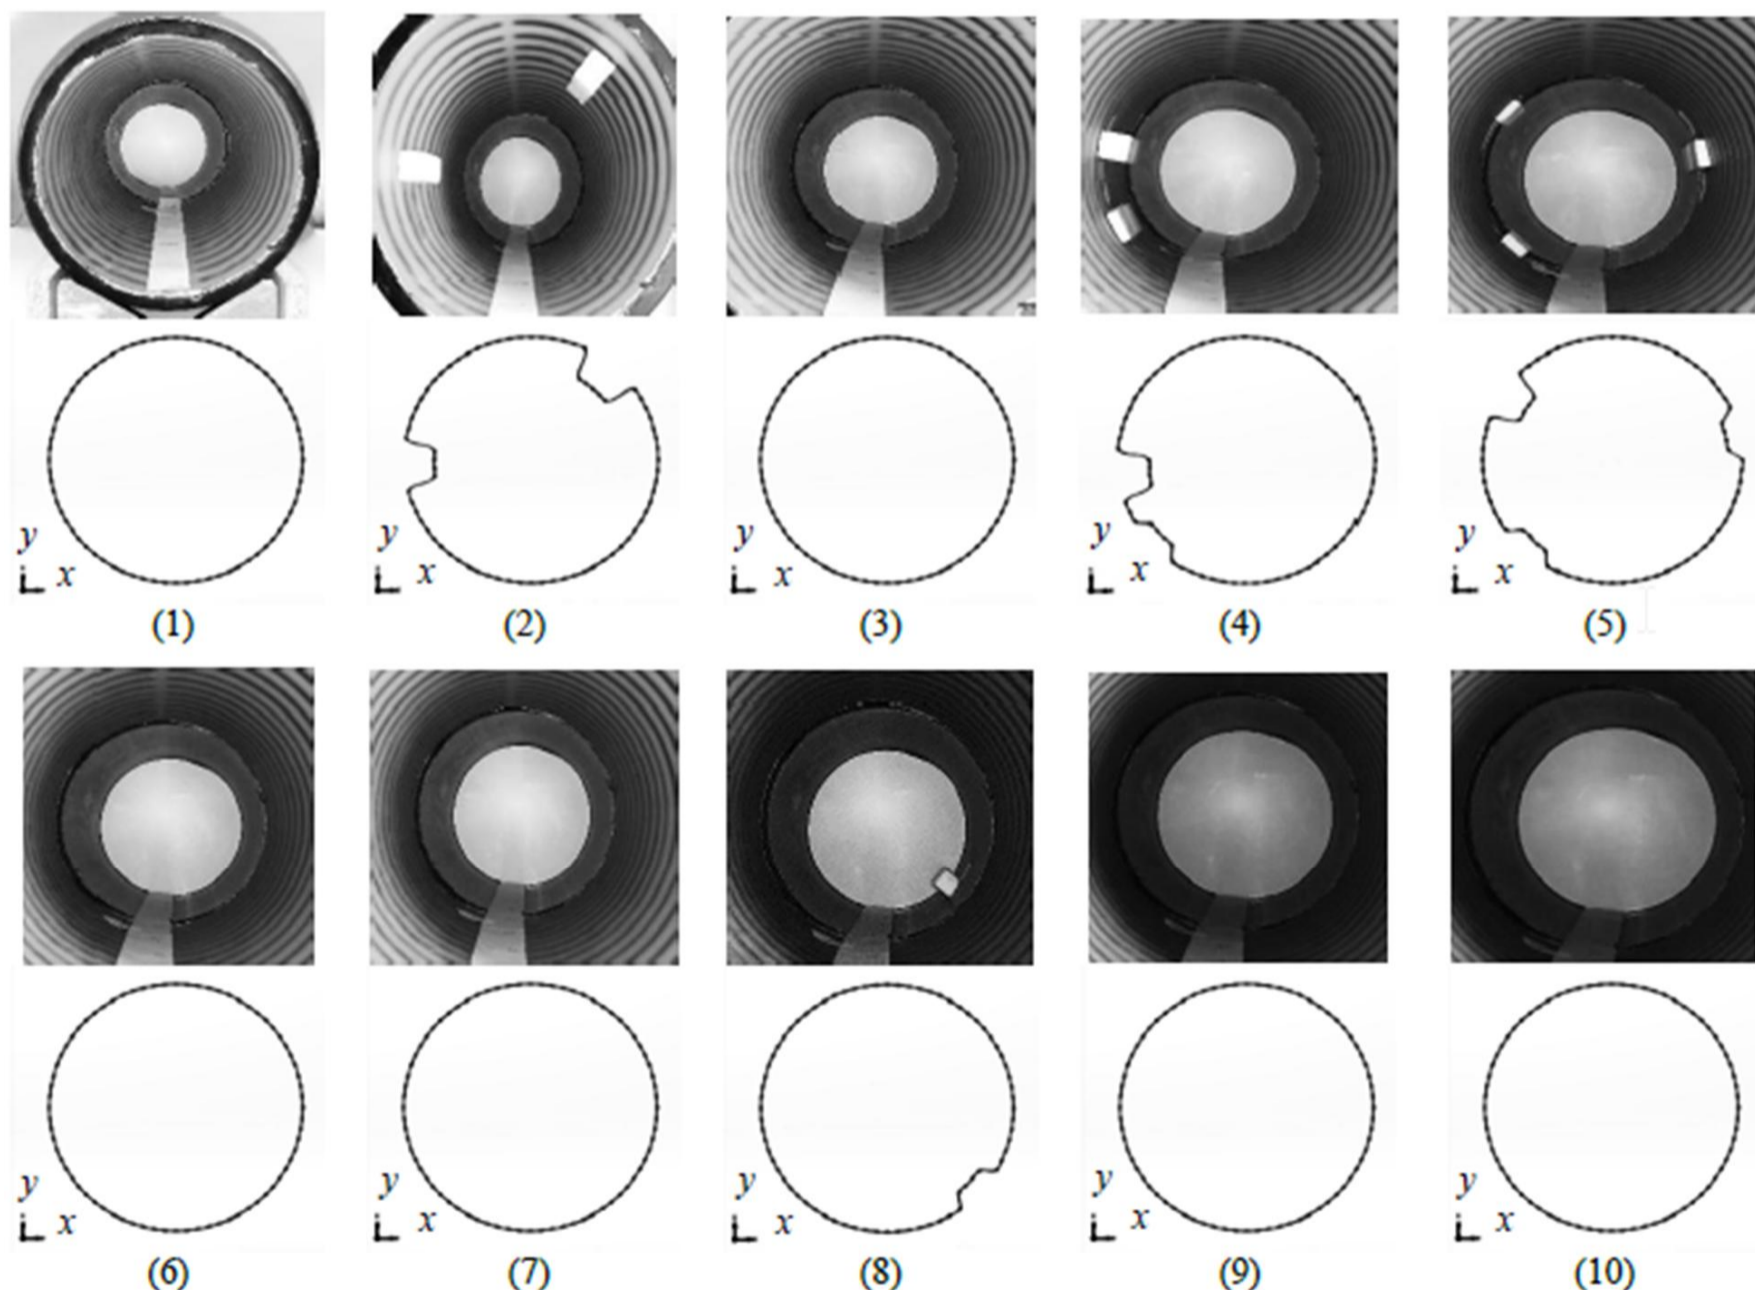 y x y x y x y x y x
(1) (2) (3) (4) (5)
y x y x y x y x y x
(6) (7) (8) (9) (10)